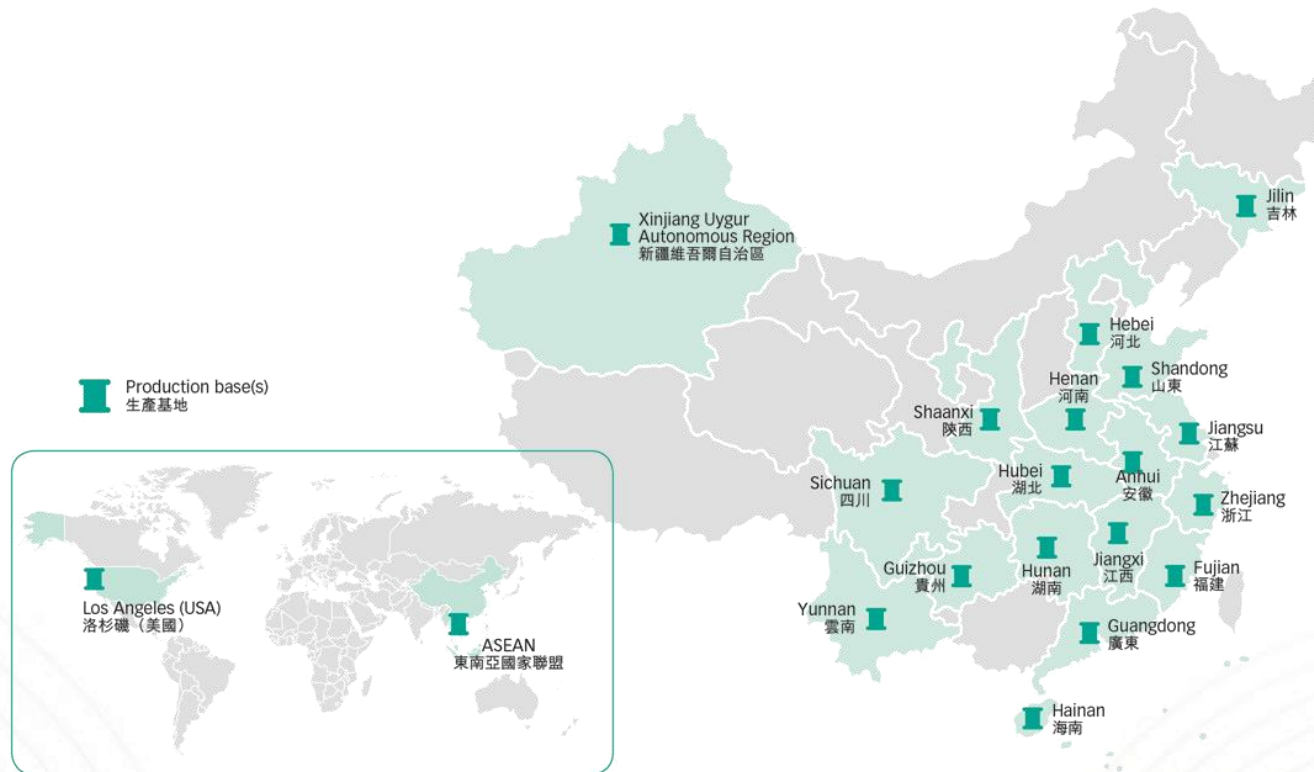 Xinjiang Uygur
Autonomous Region
新疆維吾爾自治區
Jilin
吉林
Hebei
河北
Production base(s)
生產基地
Shandong
山東
Henan
河南
Shaanxi
陝西
Jiangsu
江蘇
Hubei
湖北
Anhui
安徽
Sichuan
四川
Zhejiang
浙江
Jiangxi
江西
Hunan
湖南
Guizhou
貴州
Fujian
福建
Yunnan
雲南
Guangdong
廣東
Hainan
海南
Los Angeles (USA)
洛杉磯（美國）
ASEAN
東南亞國家聯盟